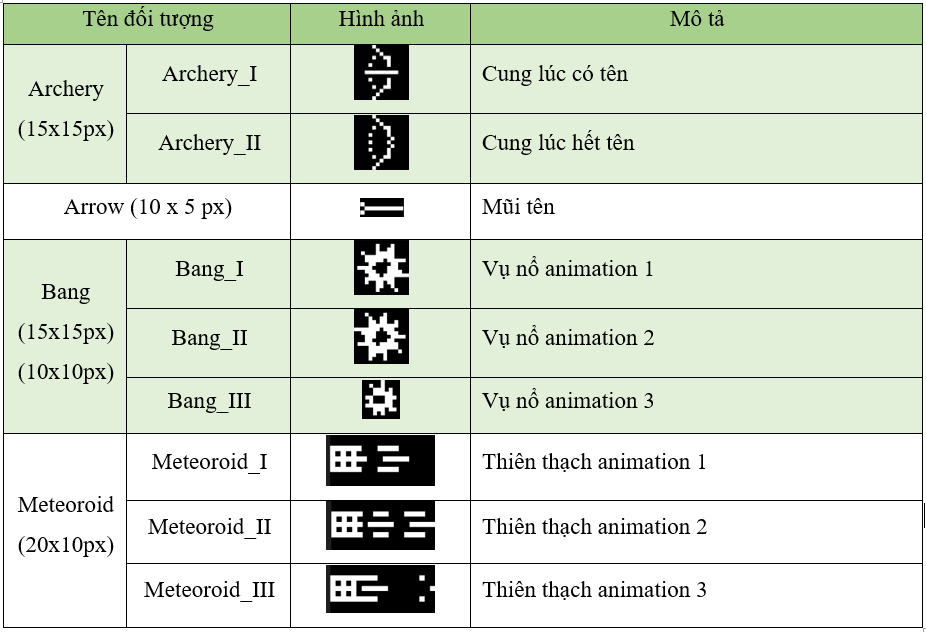 Tên đối tượng
Hình ảnh
Mô tả
Archery
(15x15px)
Archery_I
Cung lúc có tên
Archery_II
Cung lúc hết tên
Arrow (10 x 5 px)
Mũi tên
Bang
(15x15px)
(10x10px)
Bang_I
Vụ nổ animation 1
Bang_II
Vụ nổ animation 2
Bang_III
Vụ nổ animation 3
Meteoroid
(20x10px)
Meteoroid_I
Thiên thạch animation 1
Meteoroid_II
Thiên thạch animation 2
Meteoroid_III
Thiên thạch animation 3